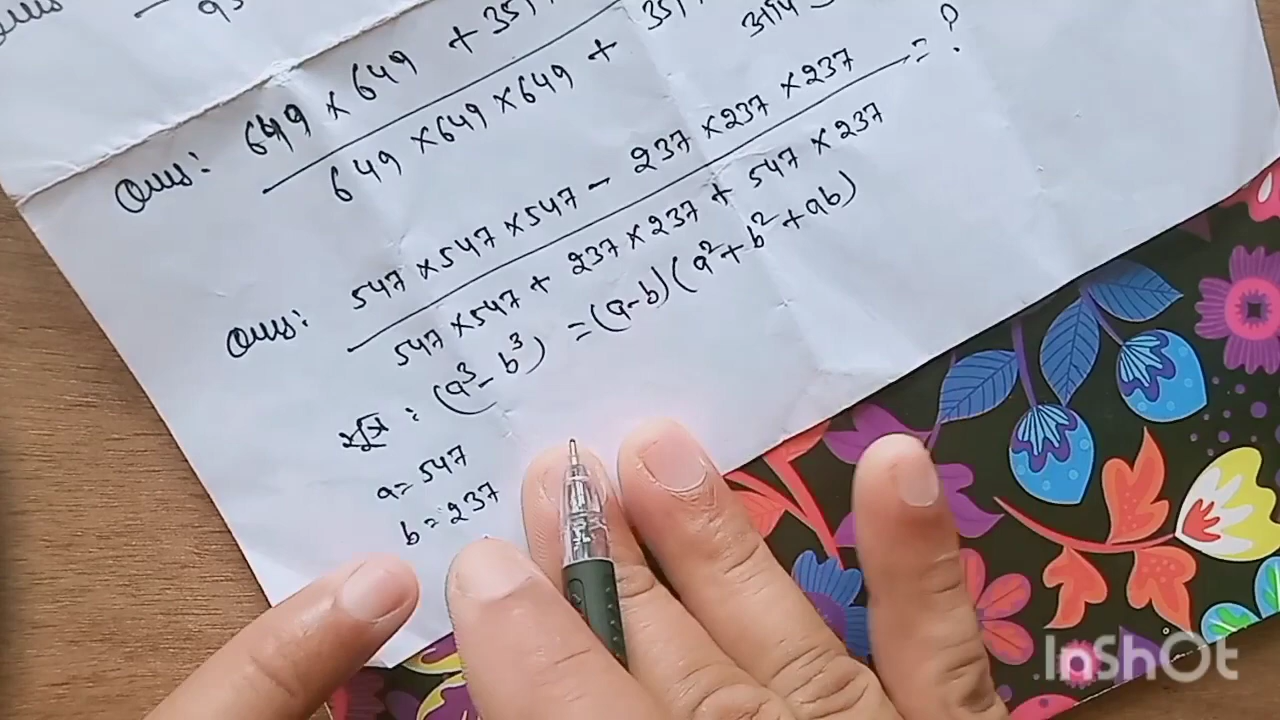 Ques
Ques: 649 × 649 + 351
649 × 649 × 649 +
Ques: 547 × 547 × 547 - 237 × 237 × 237 = ?
547 × 547 + 237 × 237 + 547 × 237
सूत्र : (a³ - b³) = (a-b) (a² + b² + ab)
a = 547
b = 237
InShOt